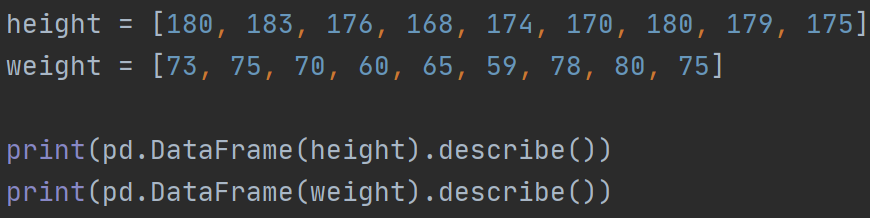 height = [180, 183, 176, 168, 174, 170, 180, 179, 175]
weight = [73, 75, 70, 60, 65, 59, 78, 80, 75]
print(pd.DataFrame(height).describe())
print(pd.DataFrame(weight).describe())